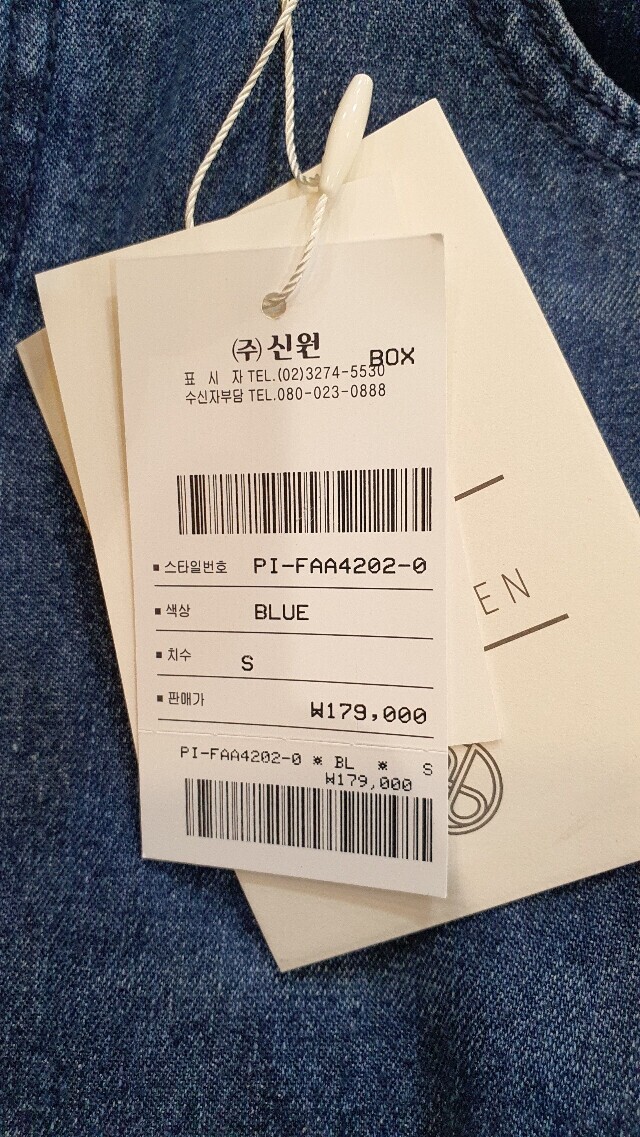 (주)신원
BOX
표 시 자 TEL.(02)3274-5530
수신자부담 TEL.080-023-0888
스타일번호 PI-FAA4202-0
색상 BLUE
치수 S
판매가 ₩179,000
PI-FAA4202-0 ※ BL ※ S
₩179,000
EN